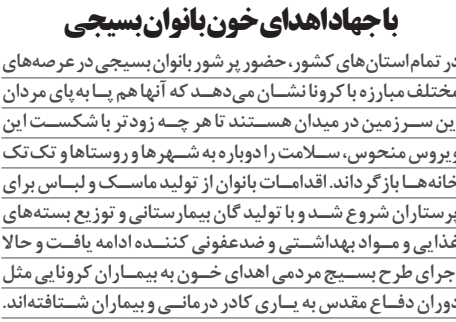 با جهاد اهدای خون بانوان بسیجی
در تمام استان‌های کشور، حضور پر شور بانوان بسیجی در عرصه‌های
مختلف مبارزه با کرونا نشان می‌دهد که آنها هم پا به پای مردان
این سرزمین در میدان هستند تا هر چه زودتر با شکست این
ویروس منحوس، سلامت را دوباره به شهرها و روستاها و تک تک
خانه‌ها بازگرداند. اقدامات بانوان از تولید ماسک و لباس برای
پرستاران شروع شد و با تولید گان بیمارستانی و توزیع بسته‌های
غذایی و مواد بهداشتی و ضدعفونی کننده ادامه یافت و حالا
اجرای طرح بسیج مردمی اهدای خون به بیماران کرونایی مثل
دوران دفاع مقدس به یاری کادر درمانی و بیماران شتافته‌اند.